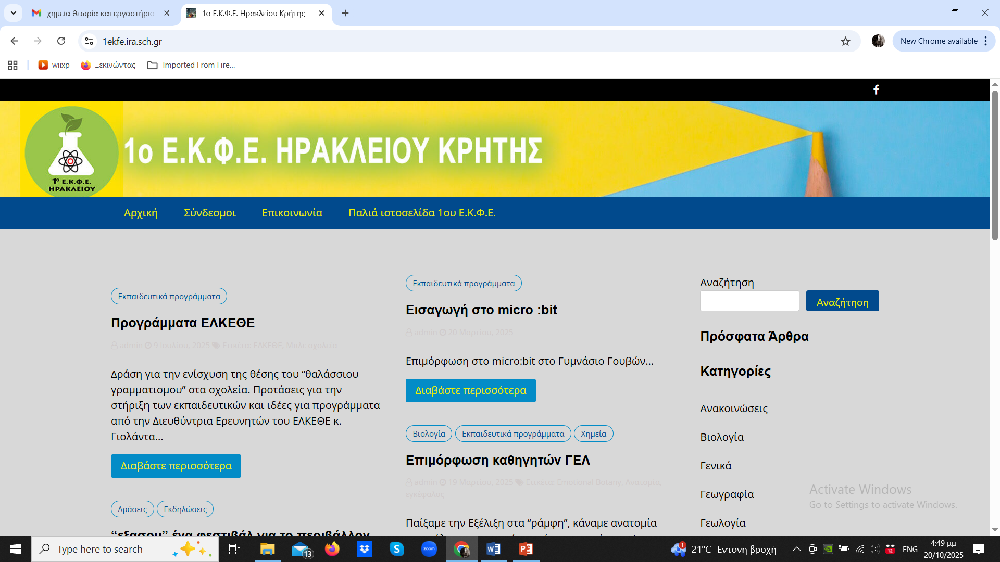 χημεία θεωρία και εργαστήριο
1ο Ε.Κ.Φ.Ε. Ηρακλείου Κρήτης
1ekfe.ira.sch.gr
New Chrome available
wiixp
Ξεκινώντας
Imported From Fire...
1ο Ε.Κ.Φ.Ε. ΗΡΑΚΛΕΙΟΥ ΚΡΗΤΗΣ
1º Ε.Κ.Φ.Ε.
ΗΡΑΚΛΕΙΟΥ
Αρχική Σύνδεσμοι Επικοινωνία Παλιά ιστοσελίδα 1ου Ε.Κ.Φ.Ε.
Εκπαιδευτικά προγράμματα
Προγράμματα ΕΛΚΕΘΕ
admin 9 Ιουλίου, 2025 Ετικέτα: ΕΛΚΕΘΕ, Μπλε σχολεία
Δράση για την ενίσχυση της θέσης του “θαλάσσιου
γραμματισμου” στα σχολεία. Προτάσεις για την
στήριξη των εκπαιδευτικών και ιδέες για προγράμματα
από την Διευθύντρια Ερευνητών του ΕΛΚΕΘΕ κ.
Γιολάντα...
Διαβάστε περισσότερα
Δράσεις Εκδηλώσεις
“εξασου” ένα φεστιβάλ για το περιβάλλον
Εκπαιδευτικά προγράμματα
Εισαγωγή στο micro :bit
admin 20 Μαρτίου, 2025
Επιμόρφωση στο micro:bit στο Γυμνάσιο Γουβών...
Διαβάστε περισσότερα
Βιολογία Εκπαιδευτικά προγράμματα Χημεία
Επιμόρφωση καθηγητών ΓΕΛ
admin 19 Μαρτίου, 2025 Ετικέτα: Emotional Botany, Ανατομία,
εγκέφαλος
Παίξαμε την Εξέλιξη στα “ράμφη”, κάναμε ανατομία
Αναζήτηση
Αναζήτηση
Πρόσφατα Άρθρα
Κατηγορίες
Ανακοινώσεις
Βιολογία
Γενικά
Γεωγραφία
Γεωλογία
Activate Windows
Go to Settings to activate Windows.
Type here to search
13
zoom
1
21°C Έντονη βροχή
12
ENG
4:49 μμ
20/10/2025